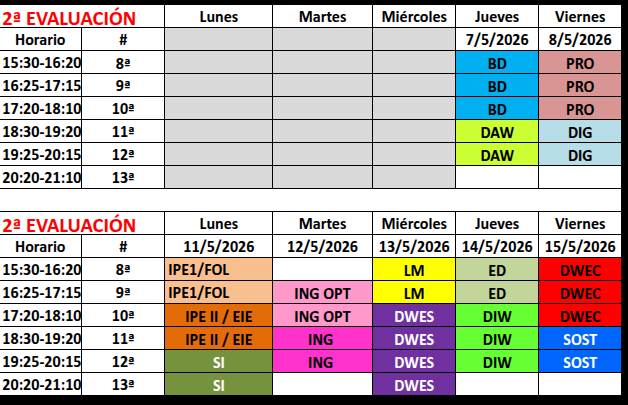 2ª EVALUACIÓN Lunes Martes Miércoles Jueves Viernes
Horario # 7/5/2026 8/5/2026
15:30-16:20 8ª BD PRO
16:25-17:15 9ª BD PRO
17:20-18:10 10ª BD PRO
18:30-19:20 11ª DAW DIG
19:25-20:15 12ª DAW DIG
20:20-21:10 13ª
2ª EVALUACIÓN Lunes Martes Miércoles Jueves Viernes
Horario # 11/5/2026 12/5/2026 13/5/2026 14/5/2026 15/5/2026
15:30-16:20 8ª IPE1/FOL LM ED DWEC
16:25-17:15 9ª IPE1/FOL ING OPT LM ED DWEC
17:20-18:10 10ª IPE II / EIE ING OPT DWES DIW DWEC
18:30-19:20 11ª IPE II / EIE ING DWES DIW SOST
19:25-20:15 12ª SI ING DWES DIW SOST
20:20-21:10 13ª SI DWES